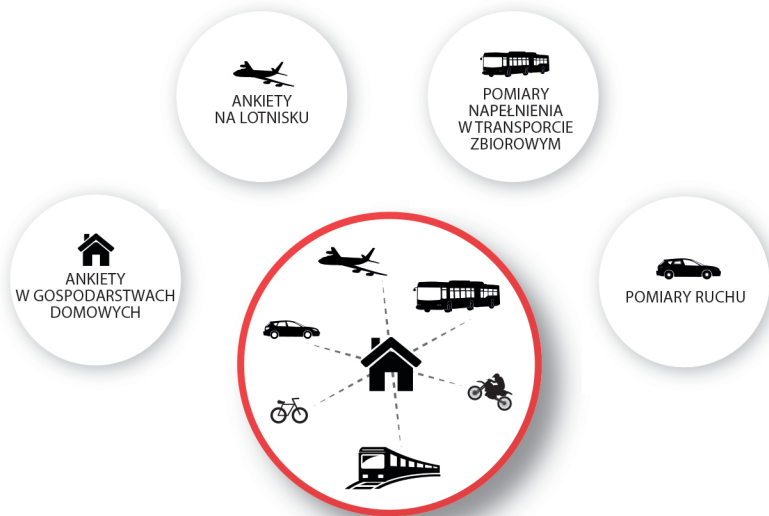 ANKIETY
NA LOTNISKU
POMIARY
NAPEŁNIENIA
W TRANSPORCIE
ZBIOROWYM
ANKIETY
W GOSPODARSTWACH
DOMOWYCH
POMIARY RUCHU